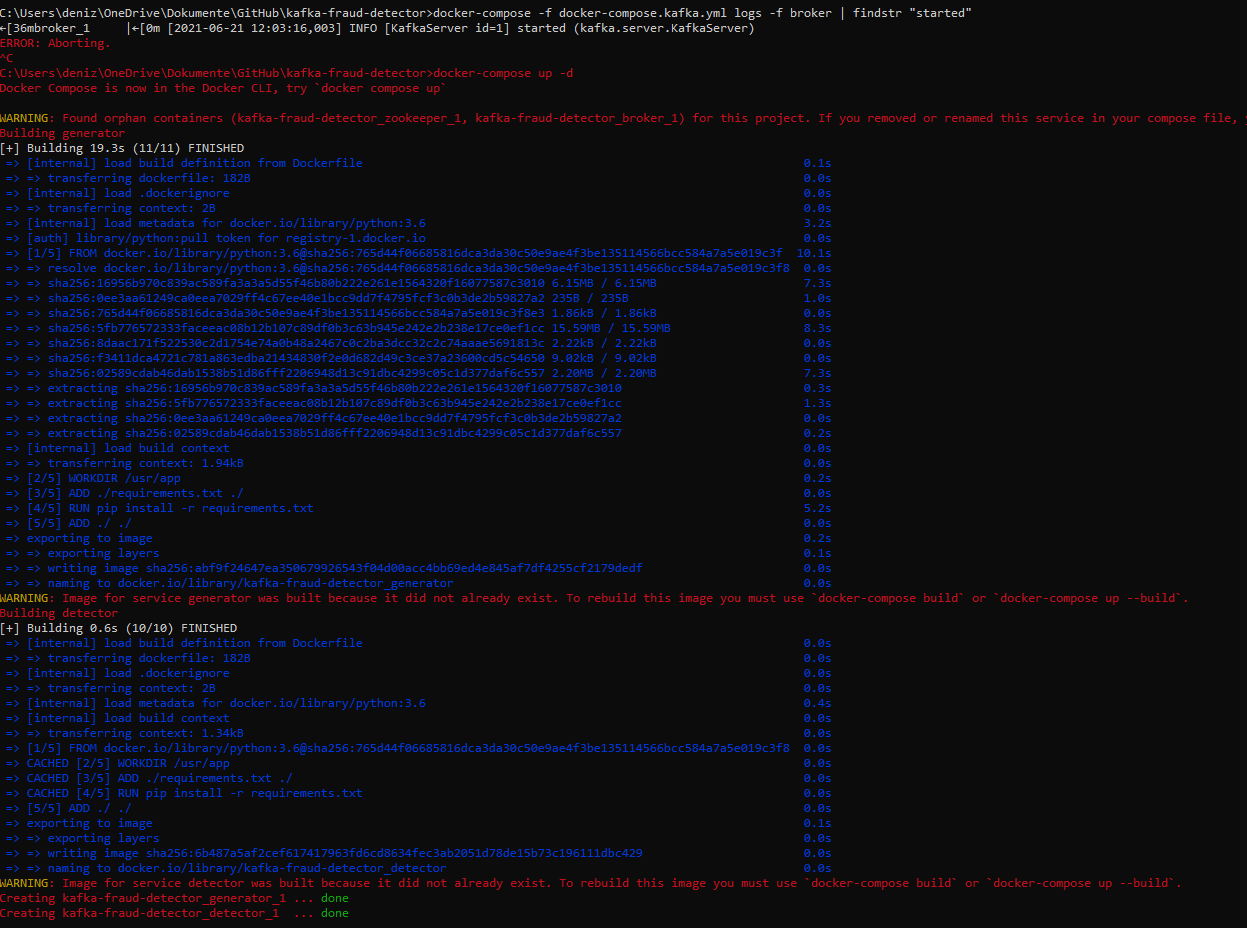 C:\Users\deniz\OneDrive\Dokumente\GitHub\kafka-fraud-detector>docker-compose -f docker-compose.kafka.yml logs -f broker | findstr "started"
←[36mbroker_1     |←[0m [2021-06-21 12:03:16,003] INFO [KafkaServer id=1] started (kafka.server.KafkaServer)
ERROR: Aborting.
^C
C:\Users\deniz\OneDrive\Dokumente\GitHub\kafka-fraud-detector>docker-compose up -d
Docker Compose is now in the Docker CLI, try `docker compose up`
WARNING: Found orphan containers (kafka-fraud-detector_zookeeper_1, kafka-fraud-detector_broker_1) for this project. If you removed or renamed this service in your compose file,
Building generator
[+] Building 19.3s (11/11) FINISHED
=> [internal] load build definition from Dockerfile 0.1s
=> => transferring dockerfile: 182B 0.0s
=> [internal] load .dockerignore 0.0s
=> => transferring context: 2B 0.0s
=> [internal] load metadata for docker.io/library/python:3.6 3.2s
=> [auth] library/python:pull token for registry-1.docker.io 0.0s
=> [1/5] FROM docker.io/library/python:3.6@sha256:765d44f06685816dca3da30c50e9ae4f3be135114566bcc584a7a5e019c3f 10.1s
=> => resolve docker.io/library/python:3.6@sha256:765d44f06685816dca3da30c50e9ae4f3be135114566bcc584a7a5e019c3f8 0.0s
=> => sha256:16956b970c839ac589fa3a3a5d55f46b80b222e261e1564320f16077587c3010 6.15MB / 6.15MB 7.3s
=> => sha256:0ee3aa61249ca0eea7029ff4c67ee40e1bcc9dd7f4795fcf3c0b3de2b59827a2 235B / 235B 1.0s
=> => sha256:765d44f06685816dca3da30c50e9ae4f3be135114566bcc584a7a5e019c3f8e3 1.86kB / 1.86kB 0.0s
=> => sha256:5fb776572333faceeac08b12b107c89df0b3c63b945e242e2b238e17ce0ef1cc 15.59MB / 15.59MB 8.3s
=> => sha256:8daac171f522530c2d1754e74a0b48a2467c0c2ba3dcc32c2c74aaae5691813c 2.22kB / 2.22kB 0.0s
=> => sha256:f3411dca4721c781a863edba21434830f2e0d682d49c3ce37a23600cd5c54650 9.02kB / 9.02kB 0.0s
=> => sha256:02589cdab46dab1538b51d86fff2206948d13c91dbc4299c05c1d377daf6c557 2.20MB / 2.20MB 7.3s
=> => extracting sha256:16956b970c839ac589fa3a3a5d55f46b80b222e261e1564320f16077587c3010 0.3s
=> => extracting sha256:5fb776572333faceeac08b12b107c89df0b3c63b945e242e2b238e17ce0ef1cc 1.3s
=> => extracting sha256:0ee3aa61249ca0eea7029ff4c67ee40e1bcc9dd7f4795fcf3c0b3de2b59827a2 0.0s
=> => extracting sha256:02589cdab46dab1538b51d86fff2206948d13c91dbc4299c05c1d377daf6c557 0.2s
=> [internal] load build context 0.0s
=> => transferring context: 1.94kB 0.0s
=> [2/5] WORKDIR /usr/app 0.2s
=> [3/5] ADD ./requirements.txt ./ 0.0s
=> [4/5] RUN pip install -r requirements.txt 5.2s
=> [5/5] ADD ./ ./ 0.0s
=> exporting to image 0.2s
=> => exporting layers 0.1s
=> => writing image sha256:abf9f24647ea350679926543f04d00acc4bb69ed4e845af7df4255cf2179dedf 0.0s
=> => naming to docker.io/library/kafka-fraud-detector_generator 0.0s
WARNING: Image for service generator was built because it did not already exist. To rebuild this image you must use `docker-compose build` or `docker-compose up --build`.
Building detector
[+] Building 0.6s (10/10) FINISHED
=> [internal] load build definition from Dockerfile 0.0s
=> => transferring dockerfile: 182B 0.0s
=> [internal] load .dockerignore 0.0s
=> => transferring context: 2B 0.0s
=> [internal] load metadata for docker.io/library/python:3.6 0.4s
=> [internal] load build context 0.0s
=> => transferring context: 1.34kB 0.0s
=> [1/5] FROM docker.io/library/python:3.6@sha256:765d44f06685816dca3da30c50e9ae4f3be135114566bcc584a7a5e019c3f8 0.0s
=> CACHED [2/5] WORKDIR /usr/app 0.0s
=> CACHED [3/5] ADD ./requirements.txt ./ 0.0s
=> CACHED [4/5] RUN pip install -r requirements.txt 0.0s
=> [5/5] ADD ./ ./ 0.0s
=> exporting to image 0.1s
=> => exporting layers 0.0s
=> => writing image sha256:6b487a5af2cef617417963fd6cd8634fec3ab2051d78de15b73c196111dbc429 0.0s
=> => naming to docker.io/library/kafka-fraud-detector_detector 0.0s
WARNING: Image for service detector was built because it did not already exist. To rebuild this image you must use `docker-compose build` or `docker-compose up --build`.
Creating kafka-fraud-detector_generator_1 ... done
Creating kafka-fraud-detector_detector_1  ... done